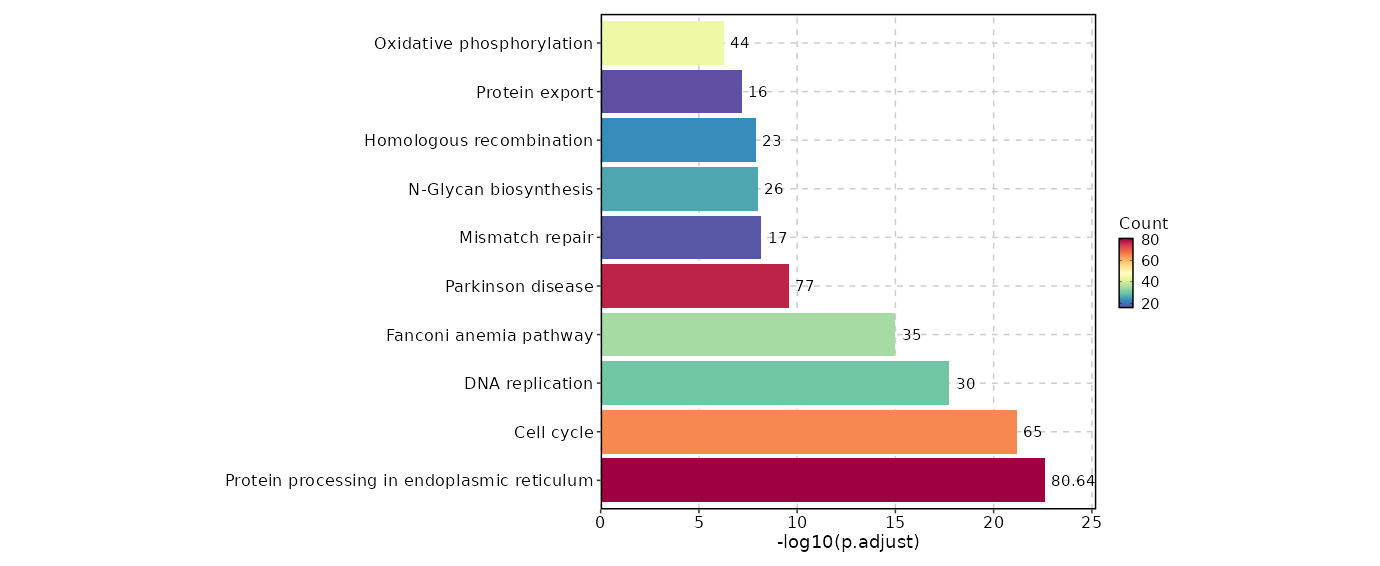 Oxidative phosphorylation 44
Protein export 16
Homologous recombination 23
N-Glycan biosynthesis 26
Mismatch repair 17
Parkinson disease 77
Fanconi anemia pathway 35
DNA replication 30
Cell cycle 65
Protein processing in endoplasmic reticulum 80.64
0 5 10 15 20 25
-log10(p.adjust)
Count
80
60
40
20